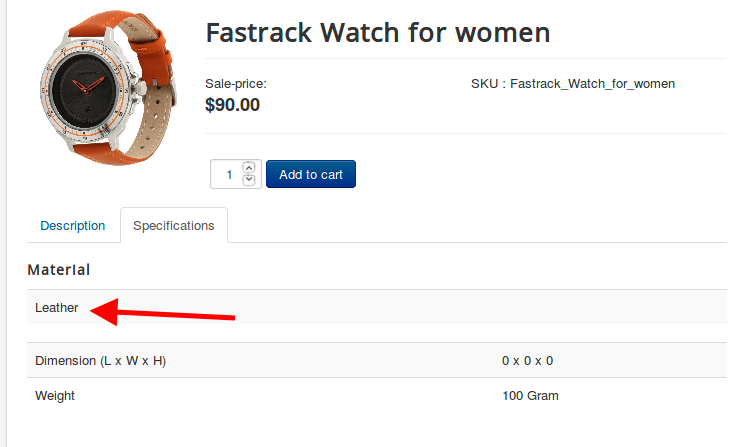 Fastrack Watch for women
Sale-price:
SKU : Fastrack_Watch_for_women
$90.00
1
Add to cart
Description
Specifications
Material
Leather
Dimension (L x W x H)
0 x 0 x 0
Weight
100 Gram